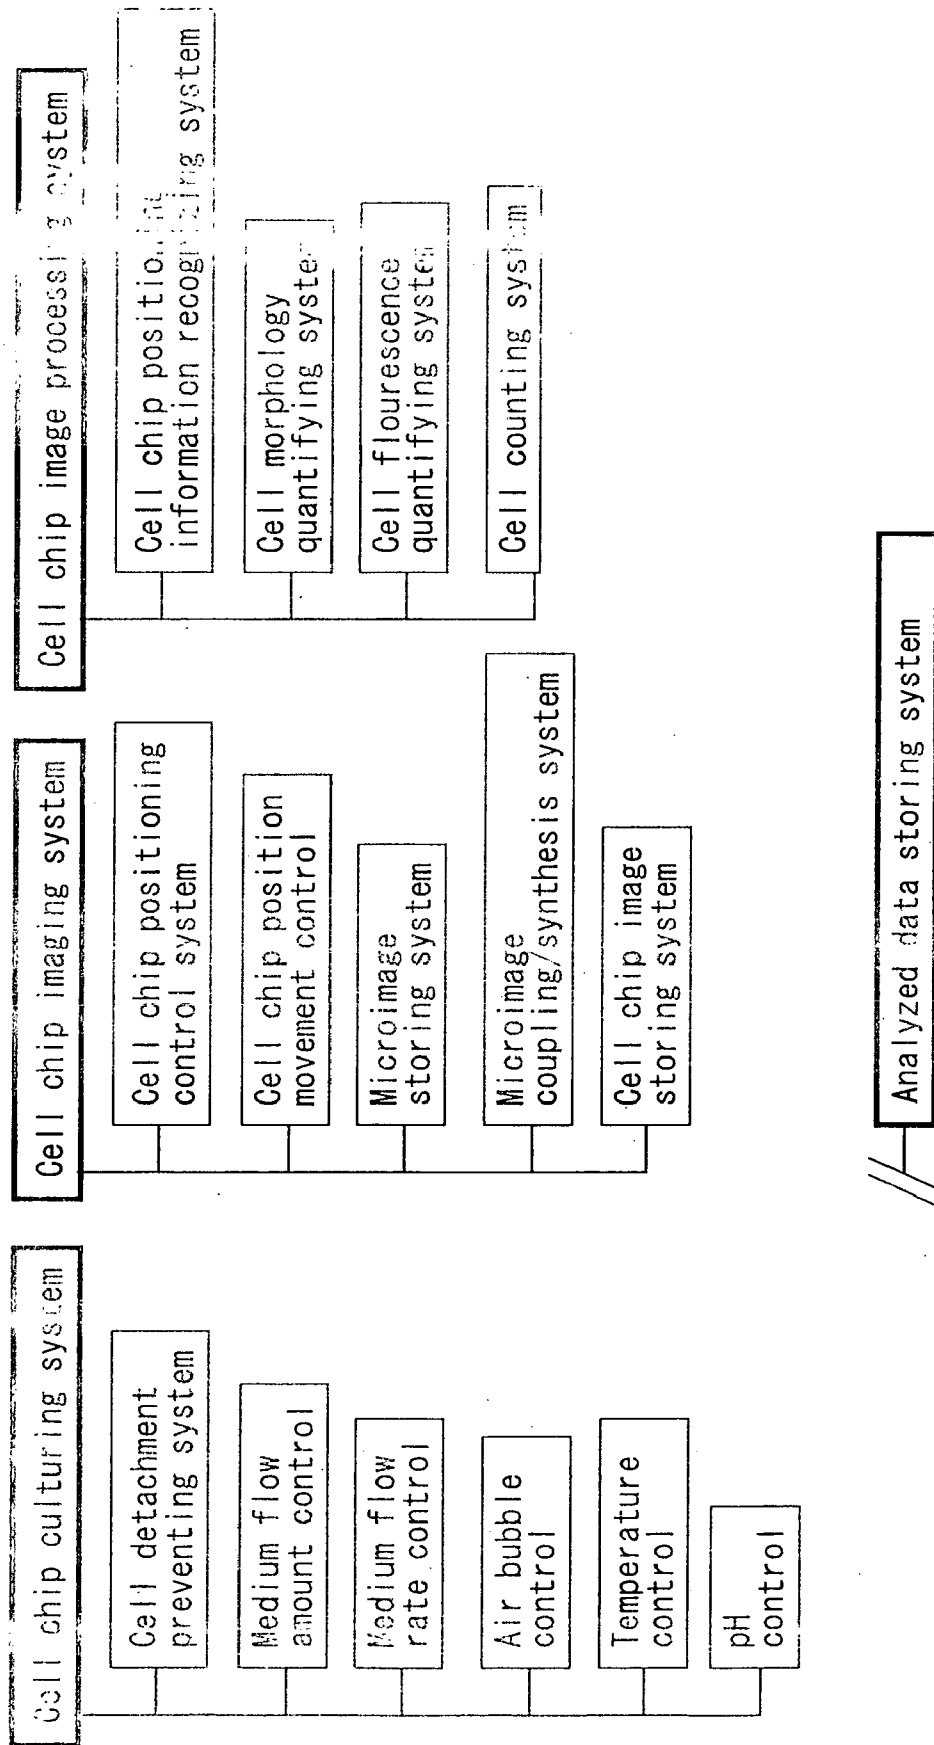 Cell chip culturing system
Cell detachment
preventing system
Medium flow
amount control
Medium flow
rate control
Air bubble
control
Temperature
control
pH
control
Cell chip imaging system
Cell chip positioning
control system
Cell chip position
movement control
Microimage
storing system
Microimage
coupling/synthesis system
Cell chip image
storing system
Cell chip image processing system
Cell chip positioning
information recognizing system
Cell morphology
quantifying system
Cell flourescence
quantifying system
Cell counting system
Analyzed data storing system